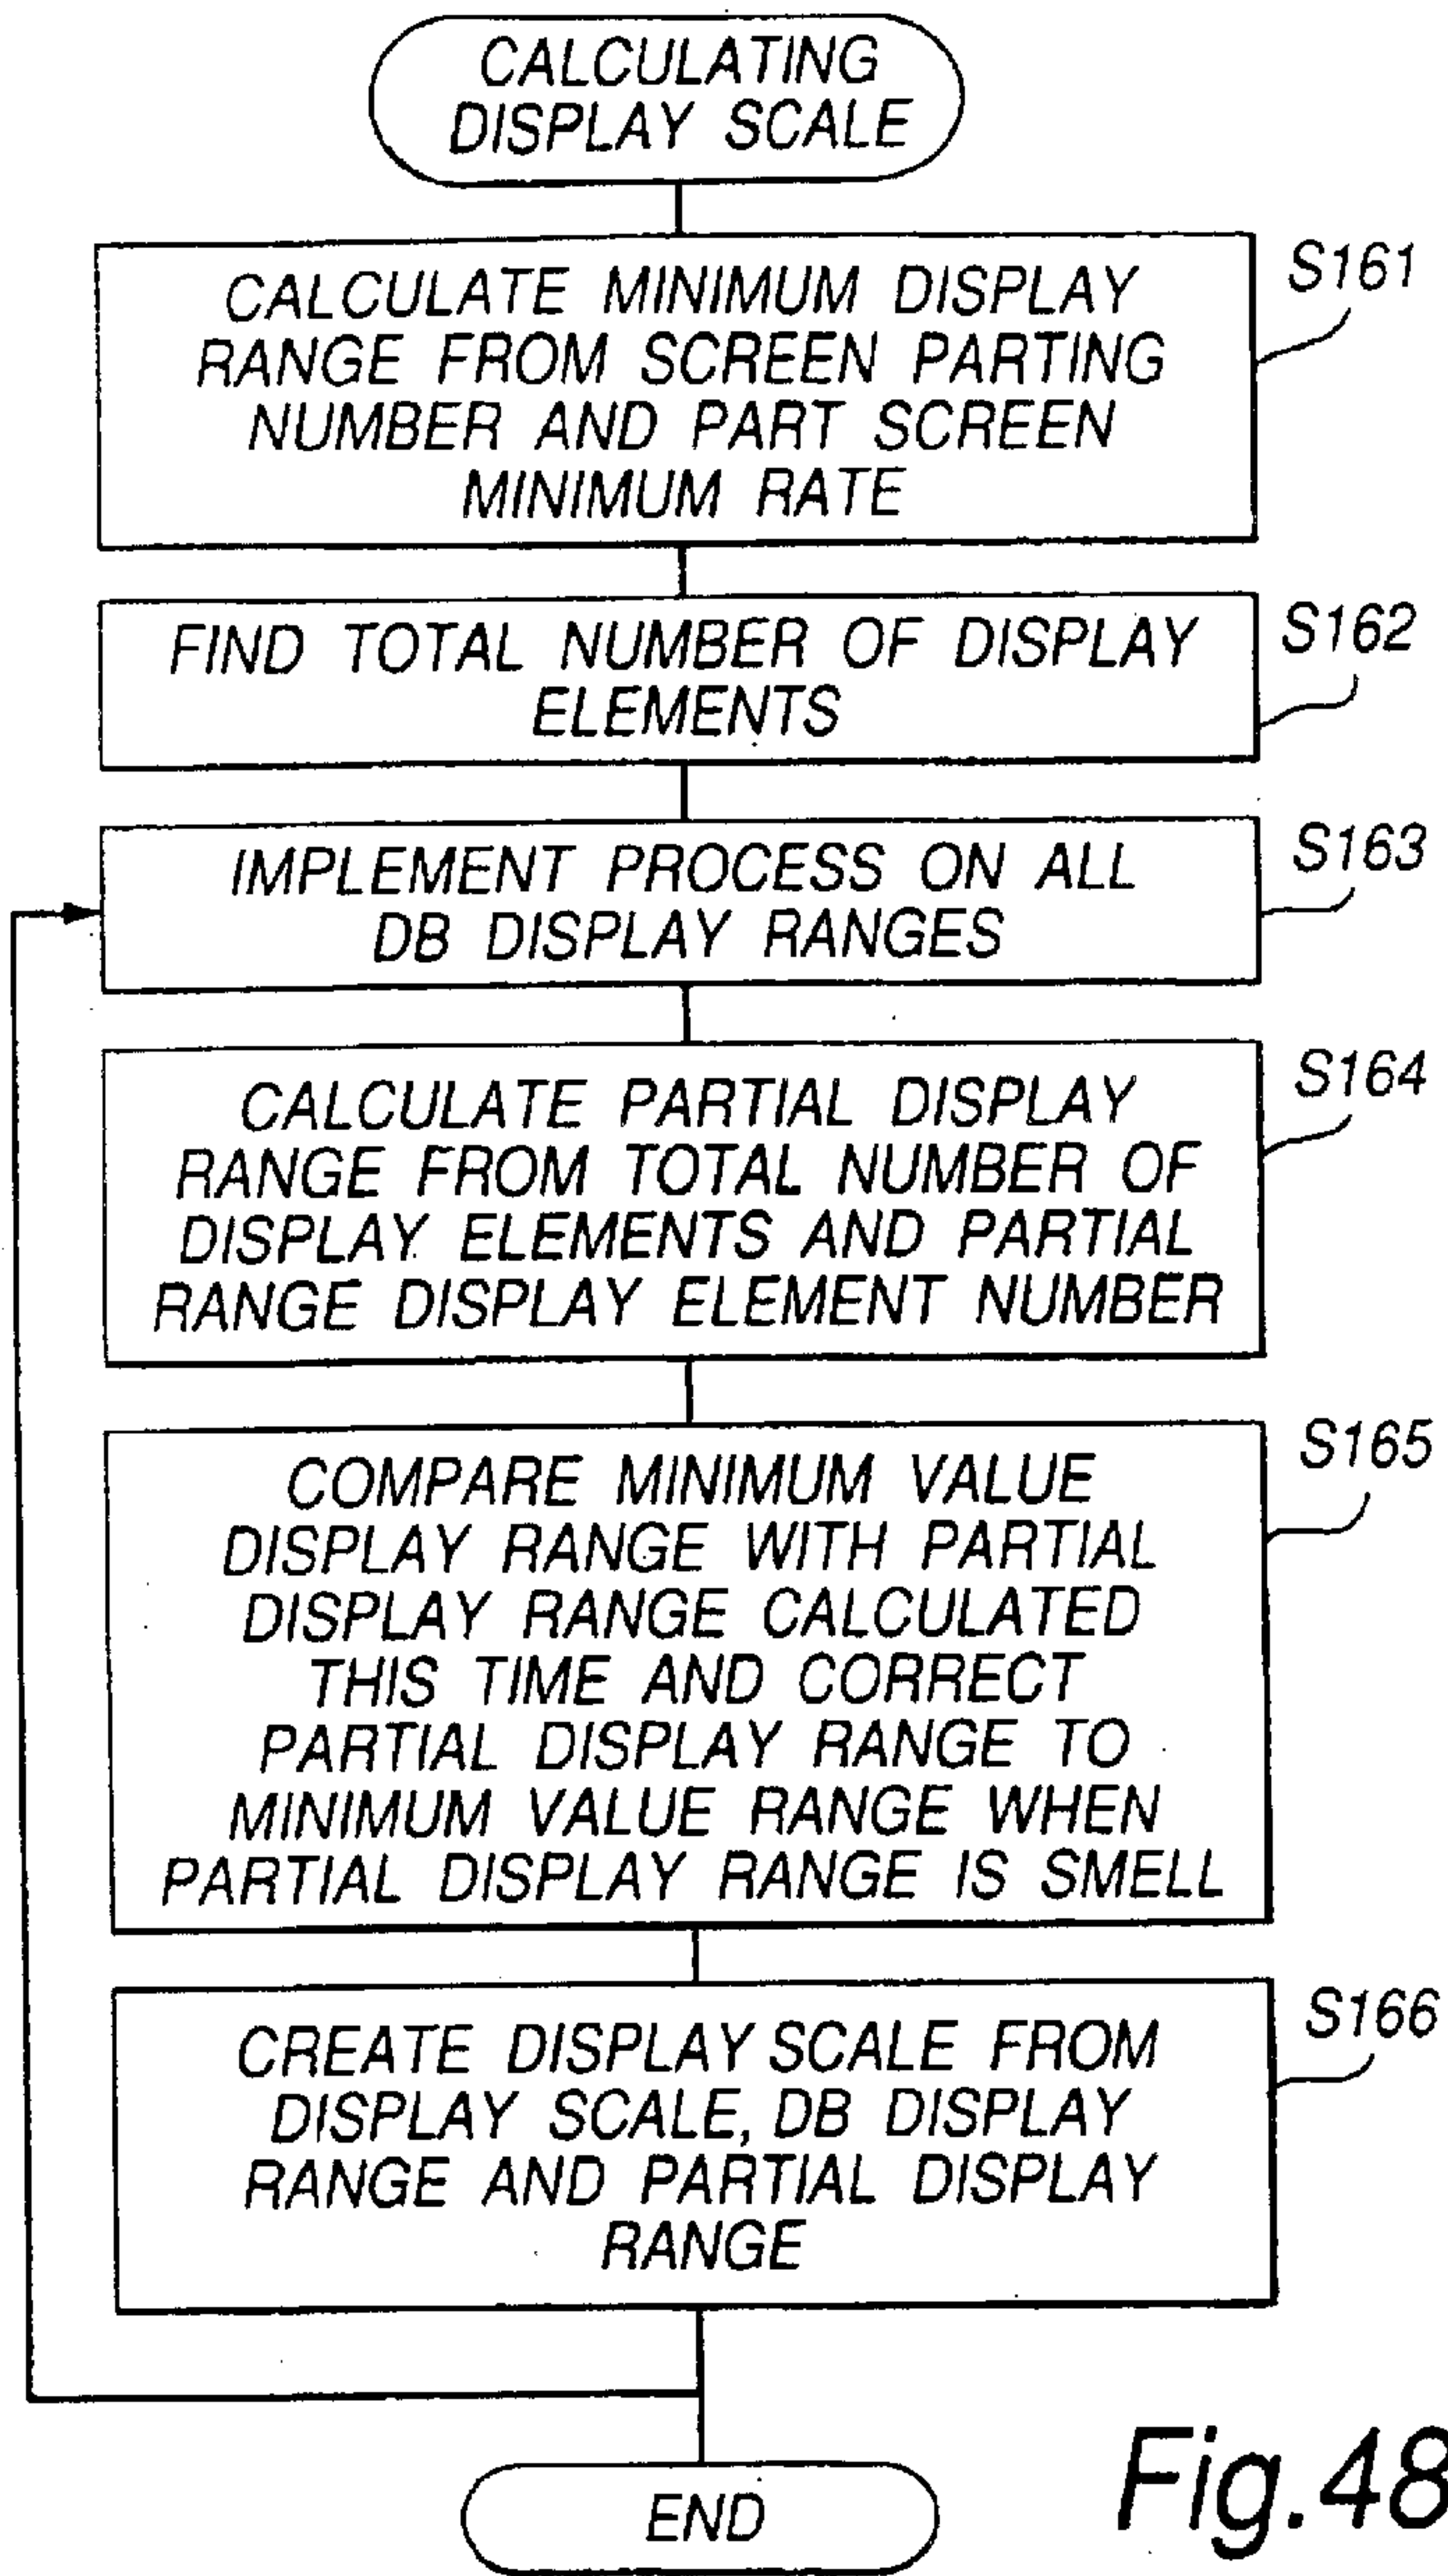 CALCULATING
DISPLAY SCALE
CALCULATE MINIMUM DISPLAY
RANGE FROM SCREEN PARTING
NUMBER AND PART SCREEN
MINIMUM RATE
S161
FIND TOTAL NUMBER OF DISPLAY
ELEMENTS
S162
IMPLEMENT PROCESS ON ALL
DB DISPLAY RANGES
S163
CALCULATE PARTIAL DISPLAY
RANGE FROM TOTAL NUMBER OF
DISPLAY ELEMENTS AND PARTIAL
RANGE DISPLAY ELEMENT NUMBER
S164
COMPARE MINIMUM VALUE
DISPLAY RANGE WITH PARTIAL
DISPLAY RANGE CALCULATED
THIS TIME AND CORRECT
PARTIAL DISPLAY RANGE TO
MINIMUM VALUE RANGE WHEN
PARTIAL DISPLAY RANGE IS SMELL
S165
CREATE DISPLAY SCALE FROM
DISPLAY SCALE, DB DISPLAY
RANGE AND PARTIAL DISPLAY
RANGE
S166
END
Fig.48